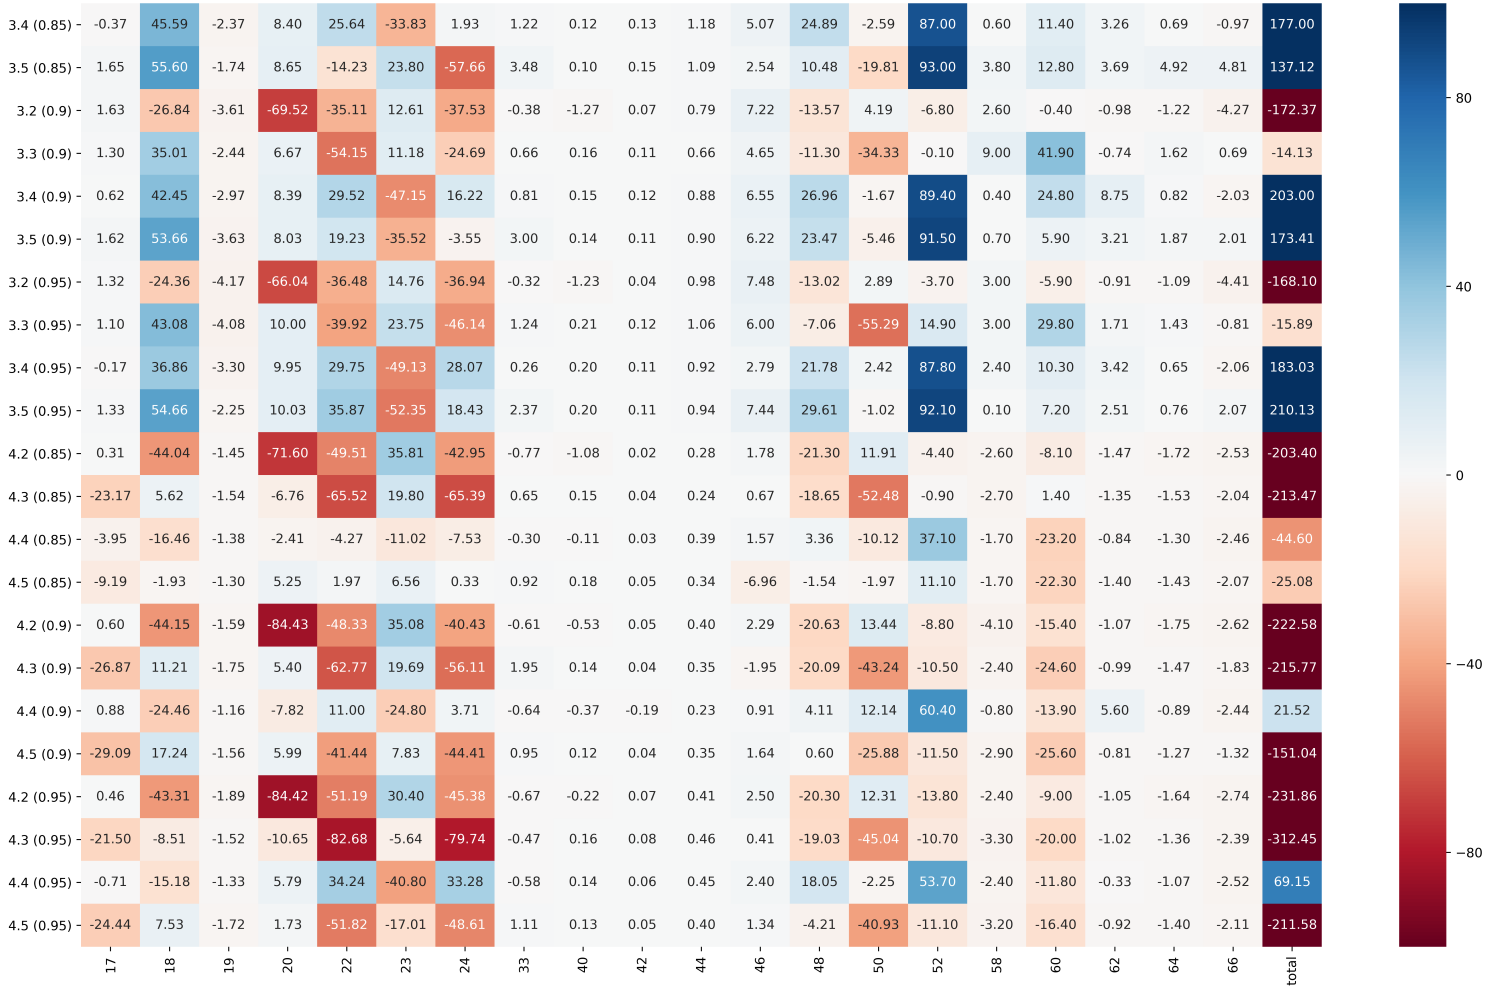 3.4 (0.85) -0.37 45.59 -2.37 8.40 25.64 -33.83 1.93 1.22 0.12 0.13 1.18 5.07 24.89 -2.59 87.00 0.60 11.40 3.26 0.69 -0.97 177.00
3.5 (0.85) 1.65 55.60 -1.74 8.65 -14.23 23.80 -57.66 3.48 0.10 0.15 1.09 2.54 10.48 -19.81 93.00 3.80 12.80 3.69 4.92 4.81 137.12
3.2 (0.9) 1.63 -26.84 -3.61 -69.52 -35.11 12.61 -37.53 -0.38 -1.27 0.07 0.79 7.22 -13.57 4.19 -6.80 2.60 -0.40 -0.98 -1.22 -4.27 -172.37
80
3.3 (0.9) 1.30 35.01 -2.44 6.67 -54.15 11.18 -24.69 0.66 0.16 0.11 0.66 4.65 -11.30 -34.33 -0.10 9.00 41.90 -0.74 1.62 0.69 -14.13
3.4 (0.9) 0.62 42.45 -2.97 8.39 29.52 -47.15 16.22 0.81 0.15 0.12 0.88 6.55 26.96 -1.67 89.40 0.40 24.80 8.75 0.82 -2.03 203.00
3.5 (0.9) 1.62 53.66 -3.63 8.03 19.23 -35.52 -3.55 3.00 0.14 0.11 0.90 6.22 23.47 -5.46 91.50 0.70 5.90 3.21 1.87 2.01 173.41
3.2 (0.95) 1.32 -24.36 -4.17 -66.04 -36.48 14.76 -36.94 -0.32 -1.23 0.04 0.98 7.48 -13.02 2.89 -3.70 3.00 -5.90 -0.91 -1.09 -4.41 -168.10
40
3.3 (0.95) 1.10 43.08 -4.08 10.00 -39.92 23.75 -46.14 1.24 0.21 0.12 1.06 6.00 -7.06 -55.29 14.90 3.00 29.80 1.71 1.43 -0.81 -15.89
3.4 (0.95) -0.17 36.86 -3.30 9.95 29.75 -49.13 28.07 0.26 0.20 0.11 0.92 2.79 21.78 2.42 87.80 2.40 10.30 3.42 0.65 -2.06 183.03
3.5 (0.95) 1.33 54.66 -2.25 10.03 35.87 -52.35 18.43 2.37 0.20 0.11 0.94 7.44 29.61 -1.02 92.10 0.10 7.20 2.51 0.76 2.07 210.13
4.2 (0.85) 0.31 -44.04 -1.45 -71.60 -49.51 35.81 -42.95 -0.77 -1.08 0.02 0.28 1.78 -21.30 11.91 -4.40 -2.60 -8.10 -1.47 -1.72 -2.53 -203.40
0
4.3 (0.85) -23.17 5.62 -1.54 -6.76 -65.52 19.80 -65.39 0.65 0.15 0.04 0.24 0.67 -18.65 -52.48 -0.90 -2.70 1.40 -1.35 -1.53 -2.04 -213.47
4.4 (0.85) -3.95 -16.46 -1.38 -2.41 -4.27 -11.02 -7.53 -0.30 -0.11 0.03 0.39 1.57 3.36 -10.12 37.10 -1.70 -23.20 -0.84 -1.30 -2.46 -44.60
4.5 (0.85) -9.19 -1.93 -1.30 5.25 1.97 6.56 0.33 0.92 0.18 0.05 0.34 -6.96 -1.54 -1.97 11.10 -1.70 -22.30 -1.40 -1.43 -2.07 -25.08
4.2 (0.9) 0.60 -44.15 -1.59 -84.43 -48.33 35.08 -40.43 -0.61 -0.53 0.05 0.40 2.29 -20.63 13.44 -8.80 -4.10 -15.40 -1.07 -1.75 -2.62 -222.58
−40
4.3 (0.9) -26.87 11.21 -1.75 5.40 -62.77 19.69 -56.11 1.95 0.14 0.04 0.35 -1.95 -20.09 -43.24 -10.50 -2.40 -24.60 -0.99 -1.47 -1.83 -215.77
4.4 (0.9) 0.88 -24.46 -1.16 -7.82 11.00 -24.80 3.71 -0.64 -0.37 -0.19 0.23 0.91 4.11 12.14 60.40 -0.80 -13.90 5.60 -0.89 -2.44 21.52
4.5 (0.9) -29.09 17.24 -1.56 5.99 -41.44 7.83 -44.41 0.95 0.12 0.04 0.35 1.64 0.60 -25.88 -11.50 -2.90 -25.60 -0.81 -1.27 -1.32 -151.04
4.2 (0.95) 0.46 -43.31 -1.89 -84.42 -51.19 30.40 -45.38 -0.67 -0.22 0.07 0.41 2.50 -20.30 12.31 -13.80 -2.40 -9.00 -1.05 -1.64 -2.74 -231.86
4.3 (0.95) -21.50 -8.51 -1.52 -10.65 -82.68 -5.64 -79.74 -0.47 0.16 0.08 0.46 0.41 -19.03 -45.04 -10.70 -3.30 -20.00 -1.02 -1.36 -2.39 -312.45
−80
4.4 (0.95) -0.71 -15.18 -1.33 5.79 34.24 -40.80 33.28 -0.58 0.14 0.06 0.45 2.40 18.05 -2.25 53.70 -2.40 -11.80 -0.33 -1.07 -2.52 69.15
4.5 (0.95) -24.44 7.53 -1.72 1.73 -51.82 -17.01 -48.61 1.11 0.13 0.05 0.40 1.34 -4.21 -40.93 -11.10 -3.20 -16.40 -0.92 -1.40 -2.11 -211.58
17 18 19 20 22 23 24 33 40 42 44 46 48 50 52 58 60 62 64 66 total